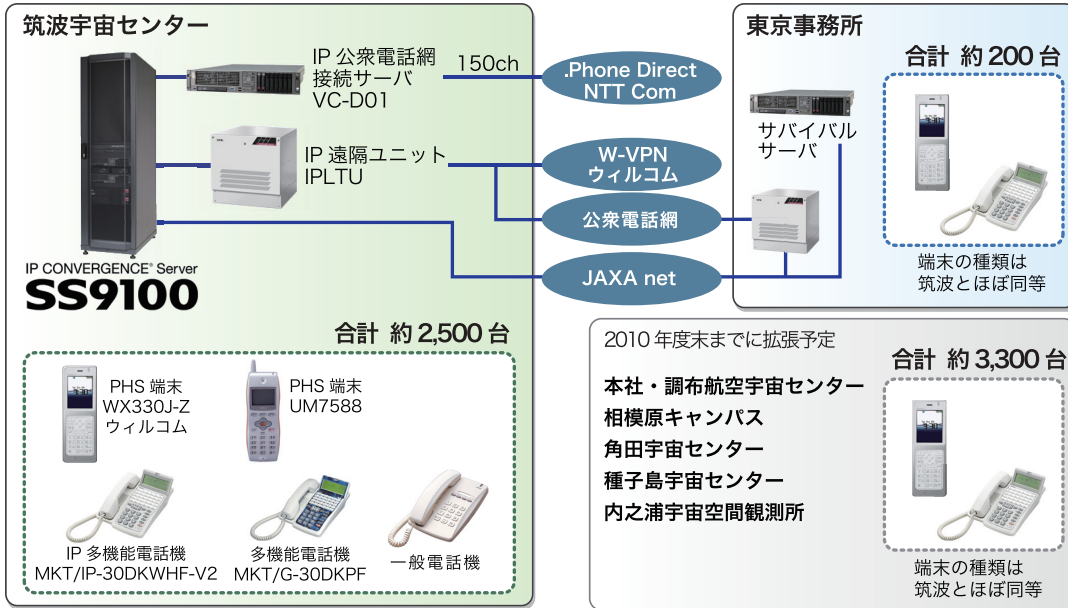 筑波宇宙センター
IP 公衆電話網
接続サーバ
VC-D01
150ch
.Phone Direct
NTT Com
IP 遠隔ユニット
IPLTU
W-VPN
ウィルコム
公衆電話網
JAXA net
IP CONVERGENCE® Server
SS9100
合計 約 2,500 台
PHS 端末
WX330J-Z
ウィルコム
PHS 端末
UM7588
IP 多機能電話機
MKT/IP-30DKWHF-V2
多機能電話機
MKT/G-30DKPF
一般電話機
東京事務所
合計 約 200 台
サバイバル
サーバ
端末の種類は
筑波とほぼ同等
2010 年度末までに拡張予定
合計 約 3,300 台
本社・調布航空宇宙センター
相模原キャンパス
角田宇宙センター
種子島宇宙センター
内之浦宇宙空間観測所
端末の種類は
筑波とほぼ同等